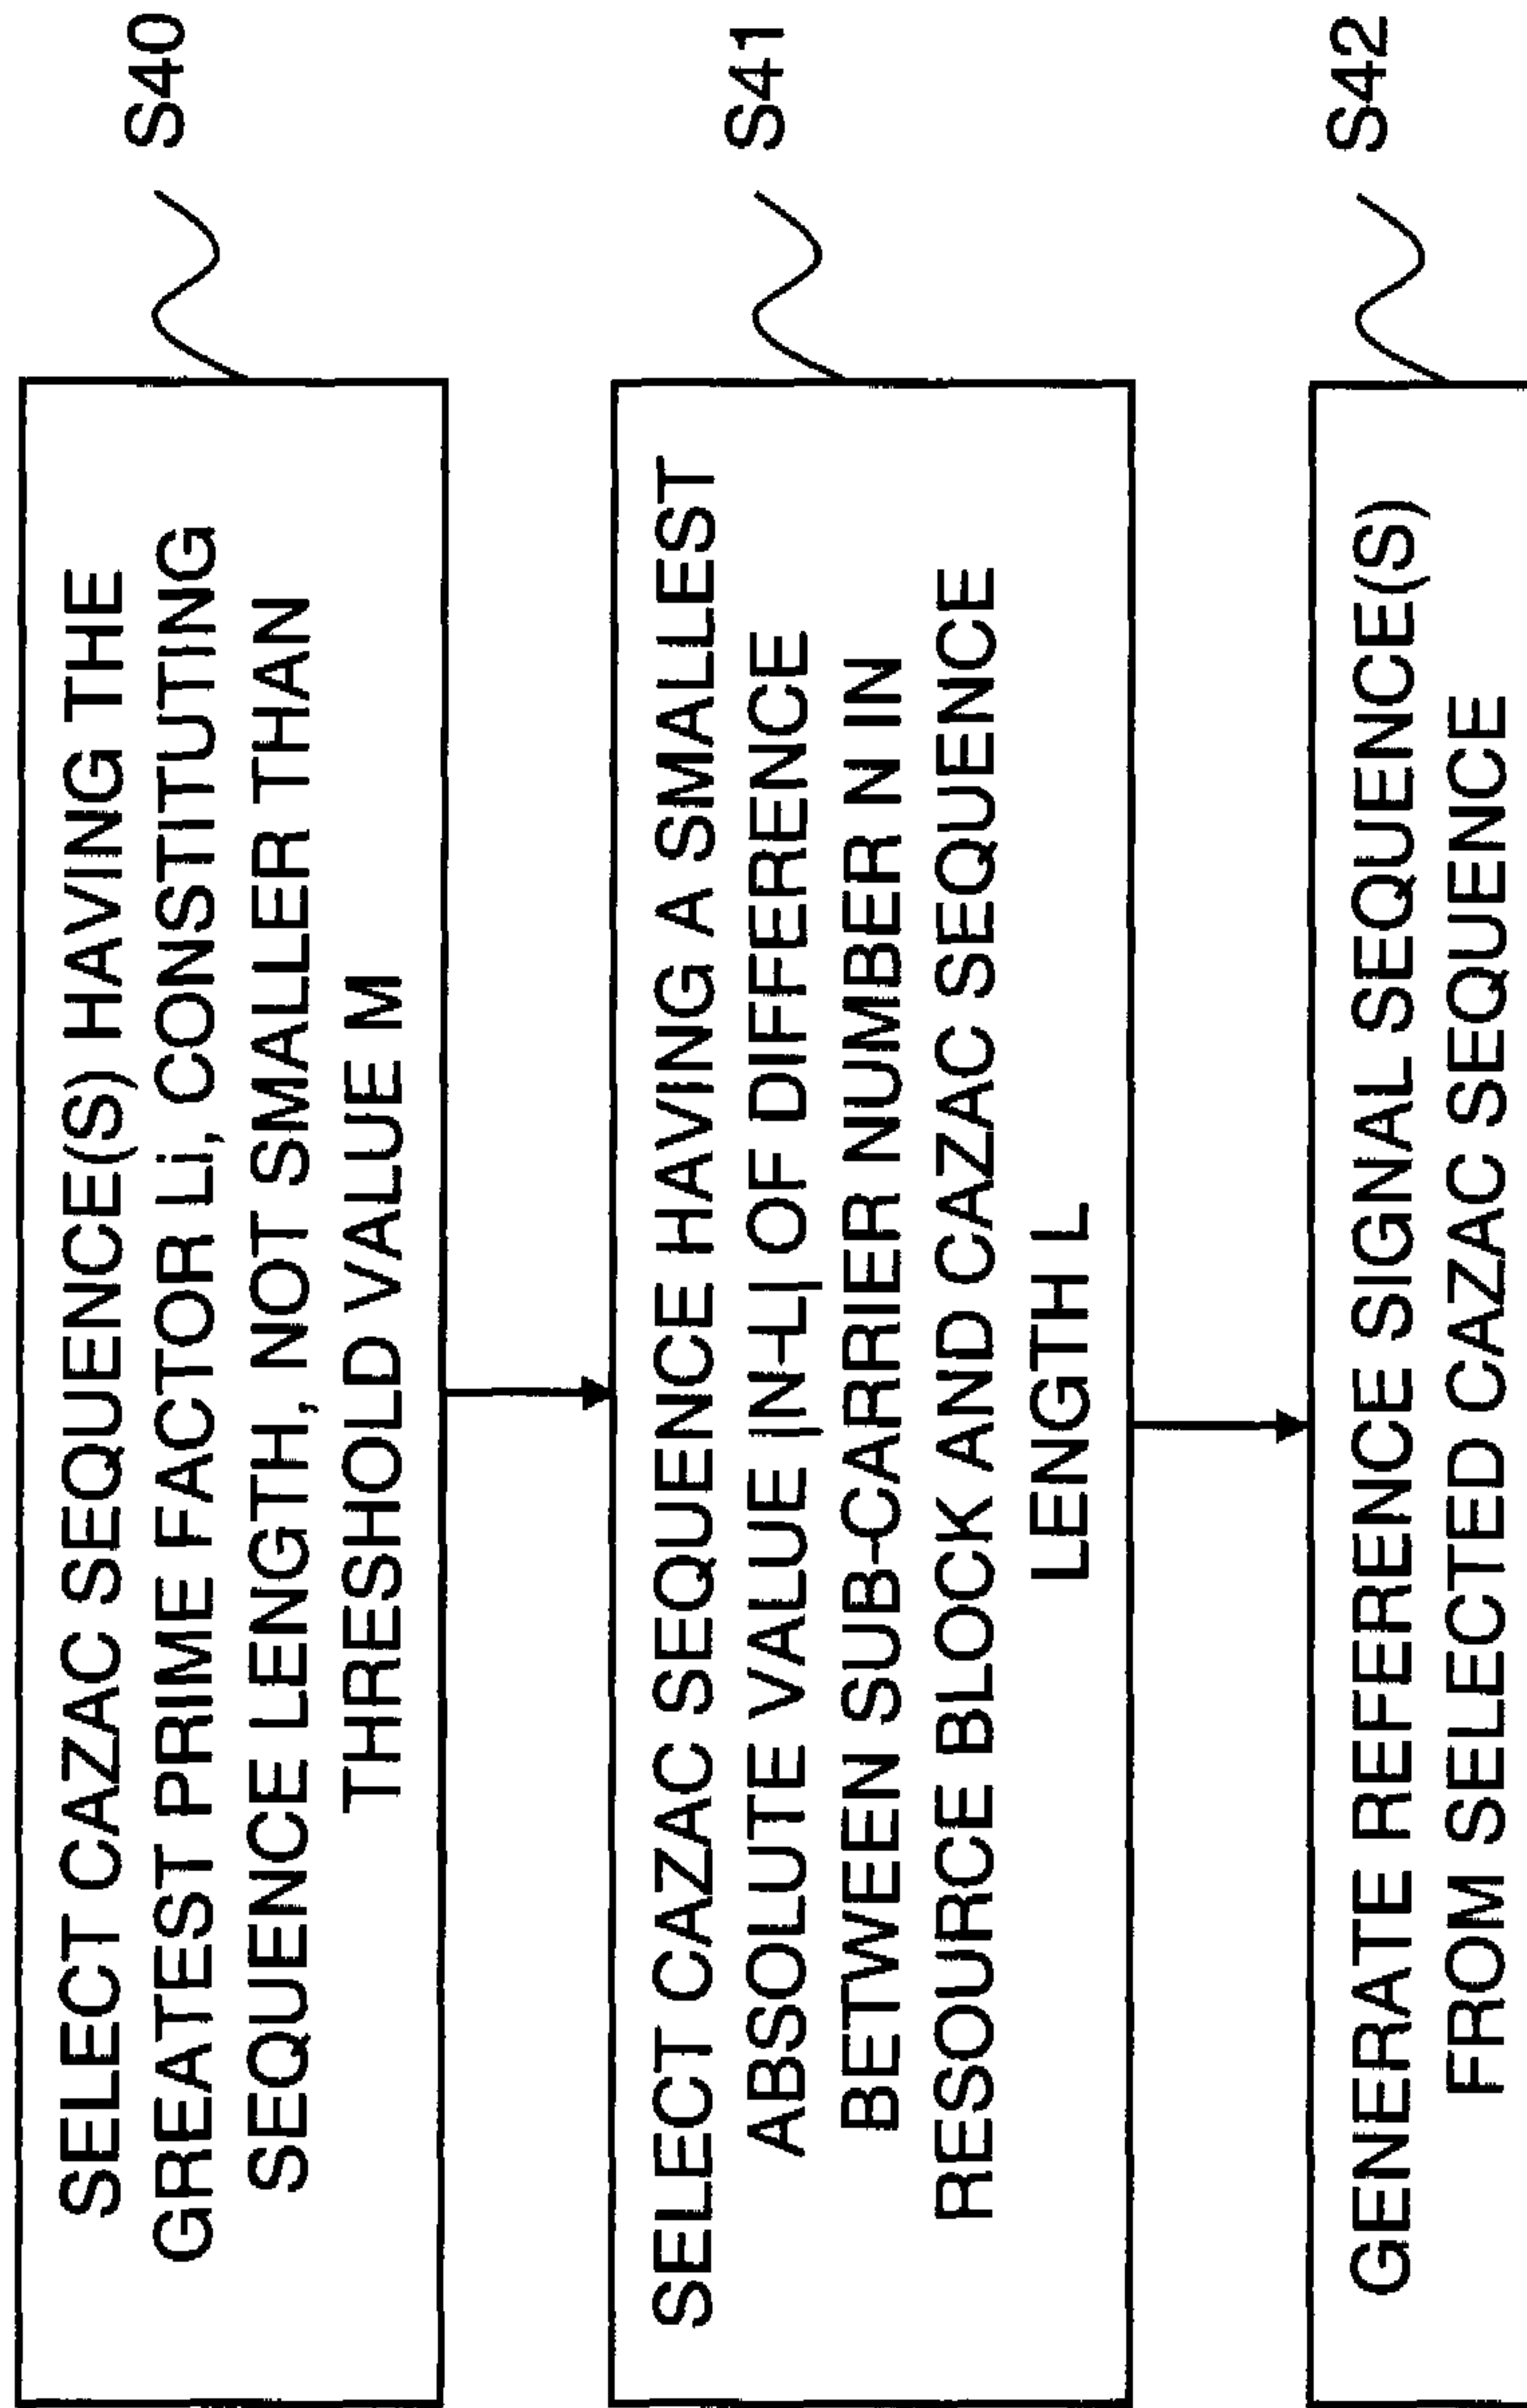 SELECT CAZAC SEQUENCE(S) HAVING THE
GREATEST PRIME FACTOR Li, CONSTITUTING
SEQUENCE LENGTH, NOT SMALLER THAN
THRESHOLD VALUE M
S40
SELECT CAZAC SEQUENCE HAVING A SMALLEST
ABSOLUTE VALUE |N-L| OF DIFFERENCE
BETWEEN SUB-CARRIER NUMBER N IN
RESOURCE BLOCK AND CAZAC SEQUENCE
LENGTH L
S41
GENERATE REFERENCE SIGNAL SEQUENCE(S)
FROM SELECTED CAZAC SEQUENCE
S42